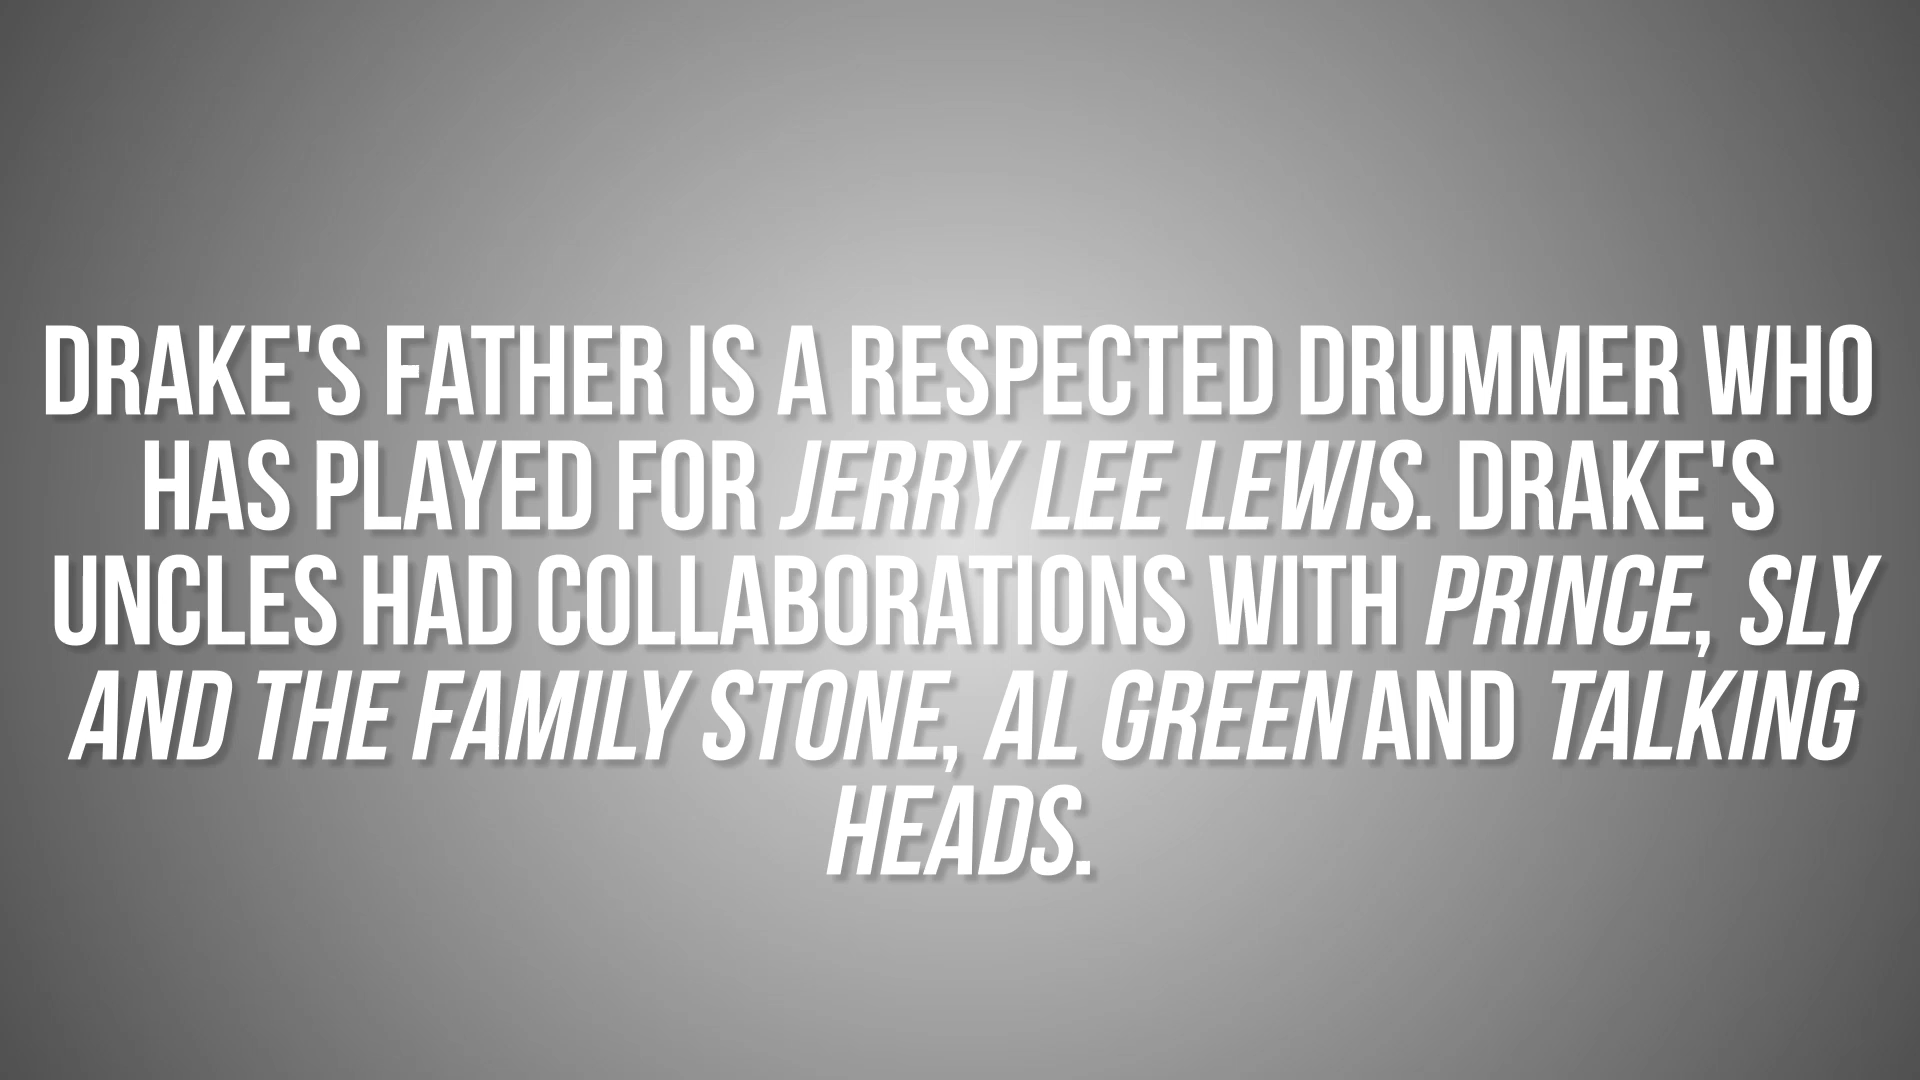 DRAKE'S FATHER IS A RESPECTED DRUMMER WHO
HAS PLAYED FOR JERRY LEE LEWIS. DRAKE'S
UNCLES HAD COLLABORATIONS WITH PRINCE, SLY
AND THE FAMILY STONE, AL GREEN AND TALKING
HEADS.